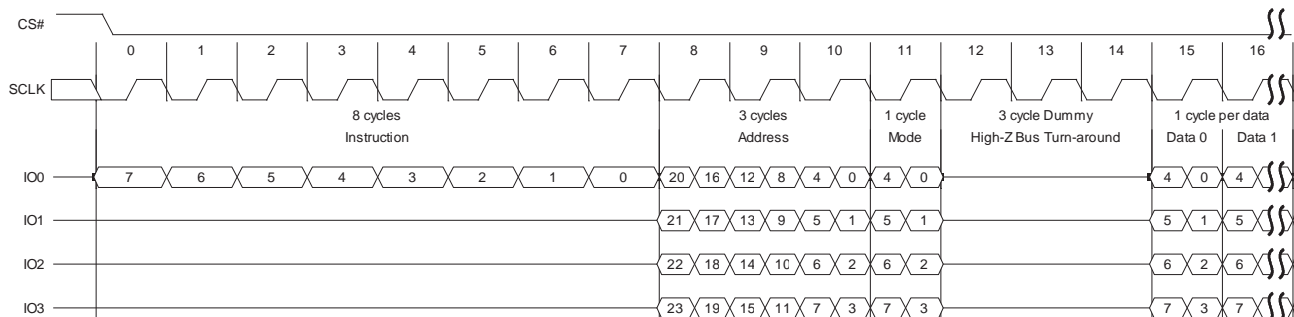 CS#
0 1 2 3 4 5 6 7 8 9 10 11 12 13 14 15 16
SCLK
8 cycles 3 cycles 1 cycle 3 cycle Dummy 1 cycle per data
Instruction Address Mode High-Z Bus Turn-around Data 0 Data 1
IO0 7 6 5 4 3 2 1 0 20 16 12 8 4 0 4 0 4 0 4
IO1 21 17 13 9 5 1 5 1 5 1 5
IO2 22 18 14 10 6 2 6 2 6 2 6
IO3 23 19 15 11 7 3 7 3 7 3 7